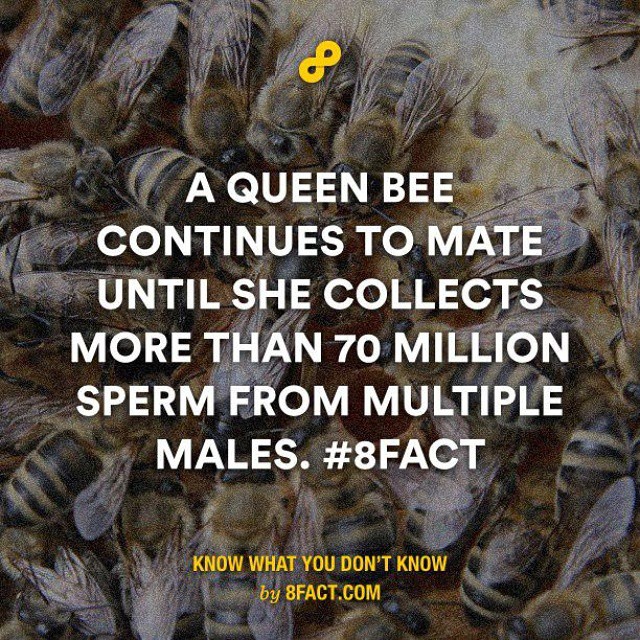 A QUEEN BEE
CONTINUES TO MATE
UNTIL SHE COLLECTS
MORE THAN 70 MILLION
SPERM FROM MULTIPLE
MALES. #8FACT
KNOW WHAT YOU DON'T KNOW
by 8FACT.COM